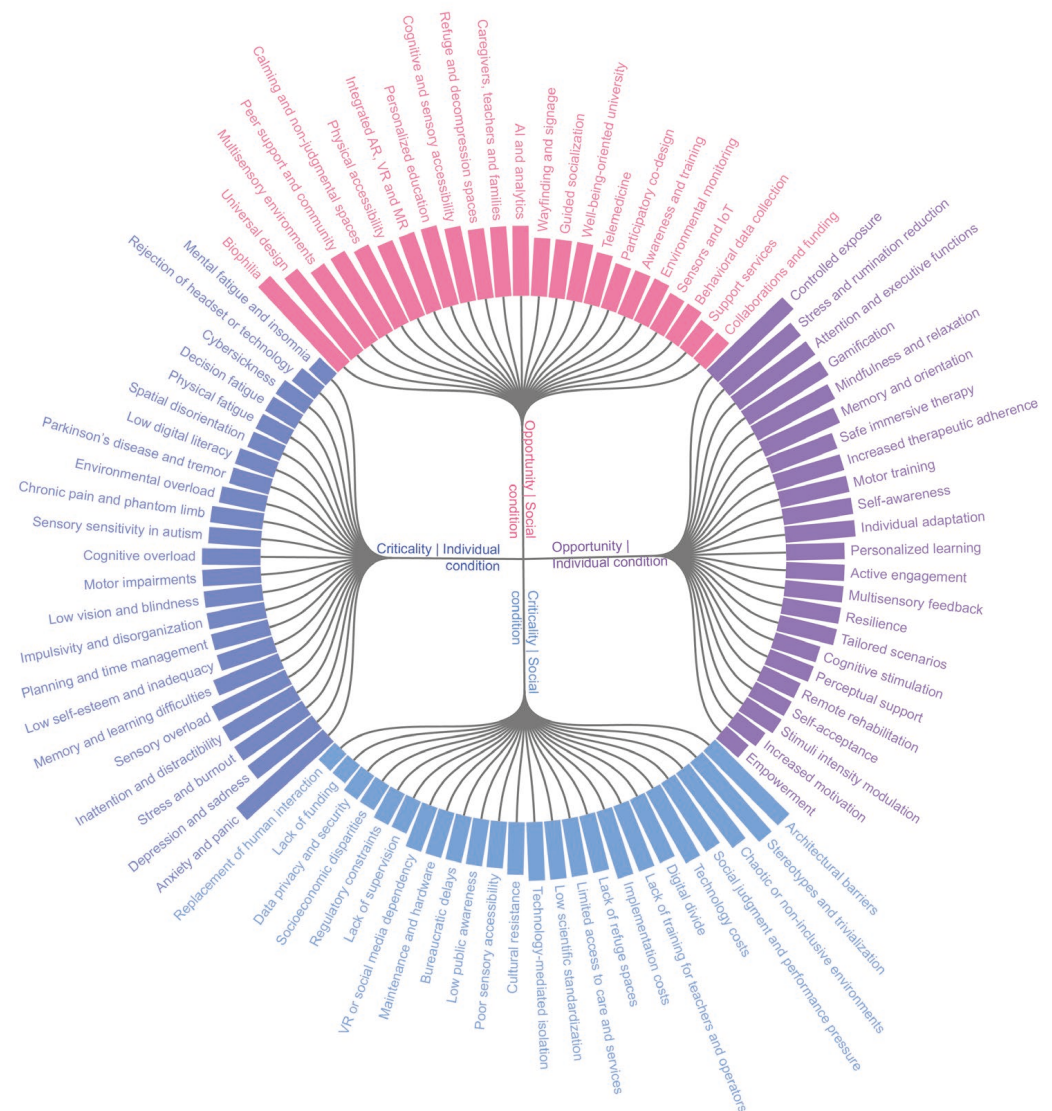 Biophilia
Universal design
Multisensory environments
Peer support and community
Calming and non-judgmental spaces
Physical accessibility
Integrated AR, VR and MR
Personalized education
Cognitive and sensory accessibility
Refuge and decompression spaces
Caregivers, teachers and families
AI and analytics
Wayfinding and signage
Guided socialization
Well-being-oriented university
Telemedicine
Participatory co-design
Awareness and training
Environmental monitoring
Sensors and IoT
Behavioral data collection
Support services
Collaborations and funding
Controlled exposure
Stress and rumination reduction
Attention and executive functions
Gamification
Mindfulness and relaxation
Memory and orientation
Safe immersive therapy
Increased therapeutic adherence
Motor training
Self-awareness
Individual adaptation
Personalized learning
Active engagement
Multisensory feedback
Resilience
Tailored scenarios
Cognitive stimulation
Perceptual support
Remote rehabilitation
Self-acceptance
Stimuli intensity modulation
Increased motivation
Empowerment
Architectural barriers
Stereotypes and trivialization
Chaotic or non-inclusive environments
Social judgment and performance pressure
Technology costs
Digital divide
Lack of training for teachers and operators
Implementation costs
Lack of refuge spaces
Limited access to care and services
Low scientific standardization
Technology-mediated isolation
Cultural resistance
Poor sensory accessibility
Low public awareness
Bureaucratic delays
Maintenance and hardware
VR or social media dependency
Lack of supervision
Regulatory constraints
Socioeconomic disparities
Data privacy and security
Lack of funding
Replacement of human interaction
Anxiety and panic
Depression and sadness
Stress and burnout
Inattention and distractibility
Sensory overload
Memory and learning difficulties
Low self-esteem and inadequacy
Planning and time management
Impulsivity and disorganization
Low vision and blindness
Motor impairments
Cognitive overload
Sensory sensitivity in autism
Chronic pain and phantom limb
Environmental overload
Parkinson's disease and tremor
Low digital literacy
Spatial disorientation
Physical fatigue
Decision fatigue
Cybersickness
Rejection of headset or technology
Mental fatigue and insomnia
Opportunity | Social
condition
Criticality | Individual
condition
Opportunity |
Individual condition
Criticality | Social
condition